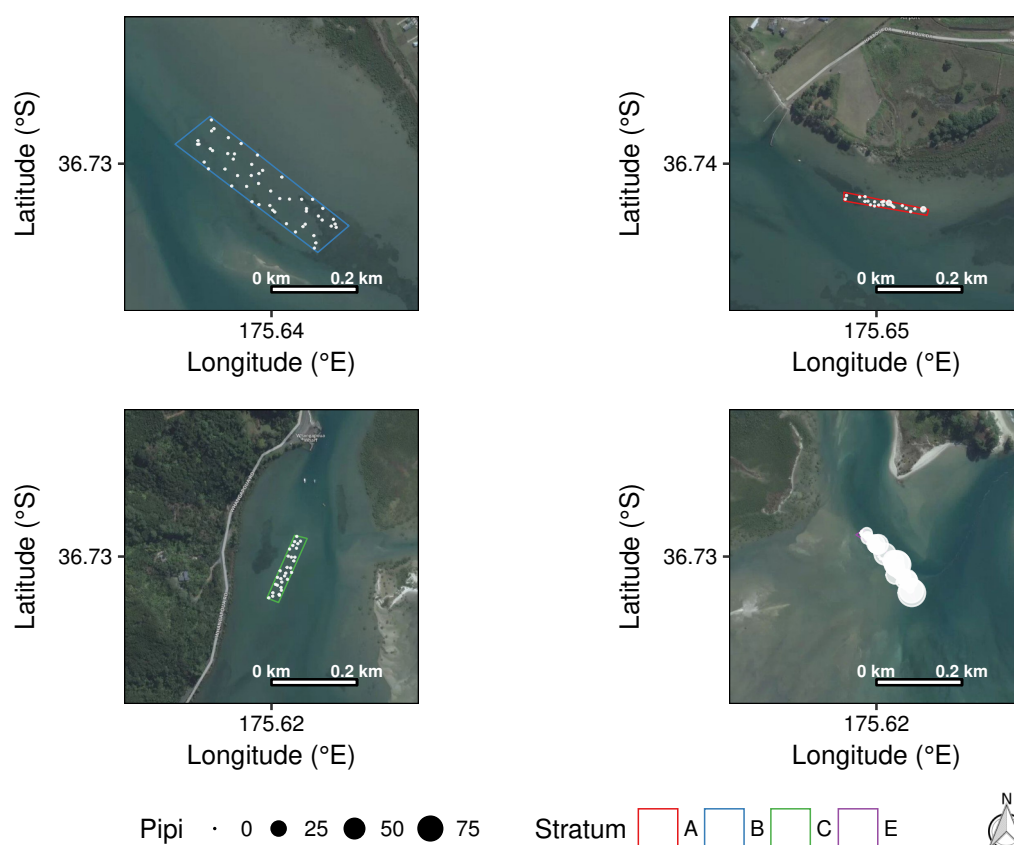 Latitude (°S)
36.73
0 km 0.2 km
175.64
Longitude (°E)
Latitude (°S)
36.74
0 km 0.2 km
175.65
Longitude (°E)
Latitude (°S)
36.73
0 km 0.2 km
175.62
Longitude (°E)
Latitude (°S)
36.73
0 km 0.2 km
175.62
Longitude (°E)
Pipi 0 25 50 75
Stratum A B C E
N